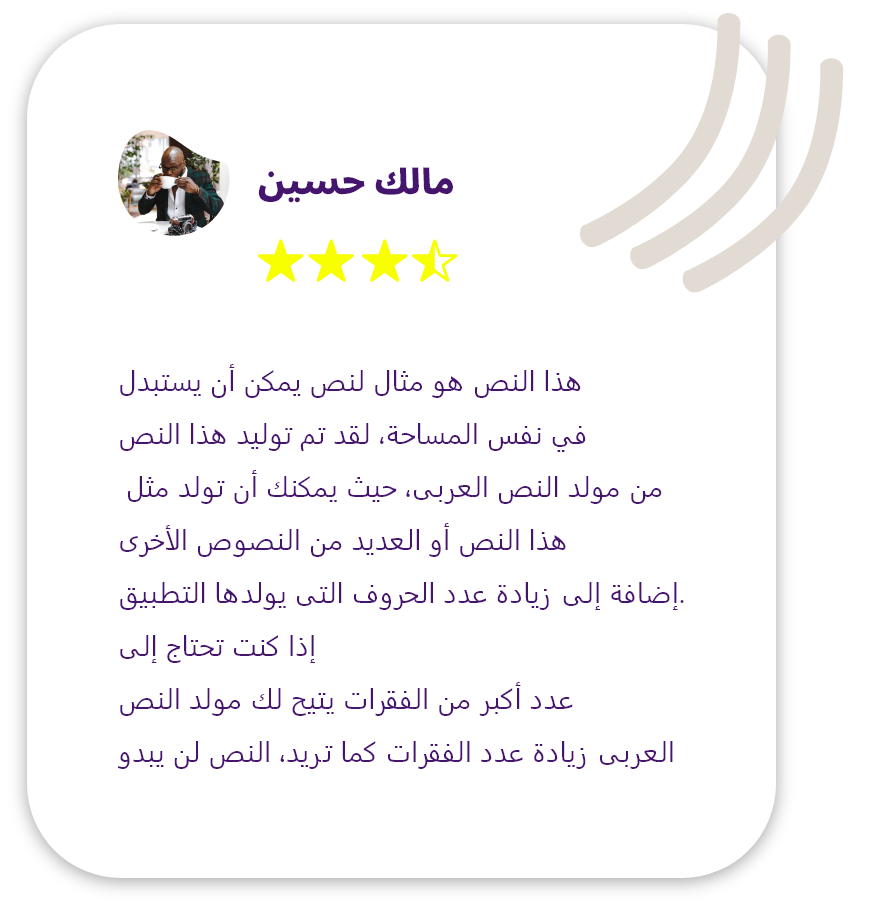 مالك حسين
هذا النص هو مثال لنص يمكن أن يستبدل
في نفس المساحة، لقد تم توليد هذا النص
من مولد النص العربى، حيث يمكنك أن تولد مثل
هذا النص أو العديد من النصوص الأخرى
إضافة إلى زيادة عدد الحروف التى يولدها التطبيق.
إذا كنت تحتاج إلى
عدد أكبر من الفقرات يتيح لك مولد النص
العربى زيادة عدد الفقرات كما تريد، النص لن يبدو